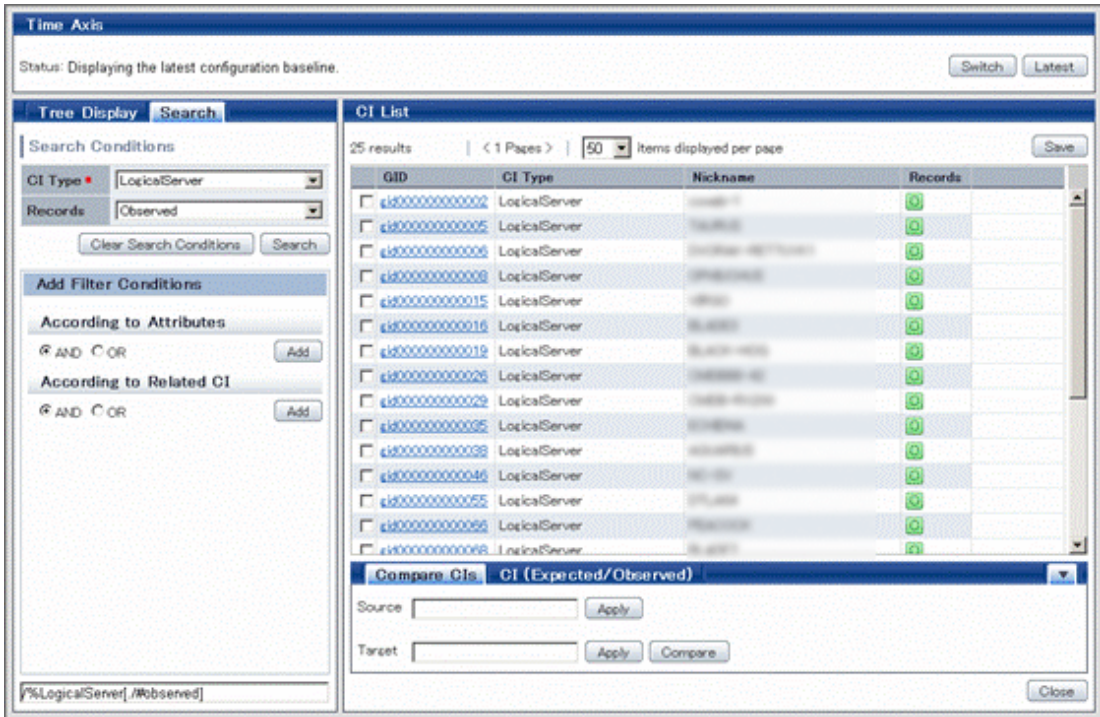 Time Axis
Status: Displaying the latest configuration baseline.
Switch Latest
Tree Display Search
Search Conditions
CI Type * LogicalServer
Records Observed
Clear Search Conditions Search
Add Filter Conditions
According to Attributes
AND OR Add
According to Related CI
AND OR Add
/%LogicalServer[./#observed]
CI List
25 results | < 1 Pages > | 50 items displayed per page Save
GID CI Type Nickname Records
gid000000000002 LogicalServer
gid000000000005 LogicalServer
gid000000000006 LogicalServer
gid000000000008 LogicalServer
gid000000000015 LogicalServer
gid000000000016 LogicalServer
gid000000000019 LogicalServer
gid000000000026 LogicalServer
gid000000000029 LogicalServer
gid000000000035 LogicalServer
gid000000000038 LogicalServer
gid000000000046 LogicalServer
gid000000000055 LogicalServer
gid000000000066 LogicalServer
gid000000000068 LogicalServer
Compare CIs CI (Expected/Observed)
Source Apply
Target Apply Compare
Close